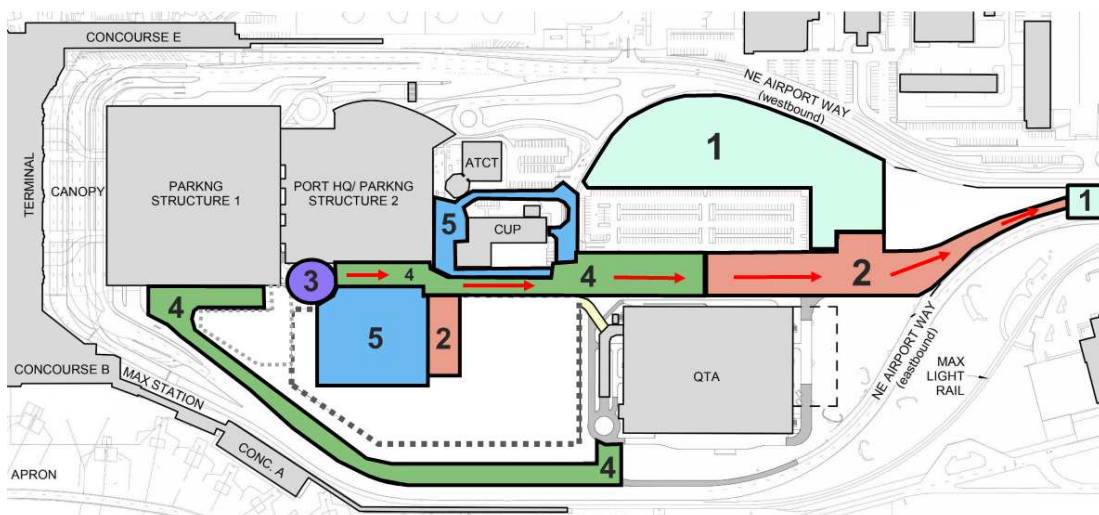 CONCOURSE E
NE AIRPORT WAY
(westbound)
1
ATCT
TERMINAL
CANOPY
PARKNG
STRUCTURE 1
PORT HQ/ PARKNG
STRUCTURE 2
5
CUP
1
3
4
4
2
4
5
2
QTA
NE AIRPORT WAY
(eastbound)
MAX
LIGHT
RAIL
CONCOURSE B
MAX STATION
CONC. A
4
APRON